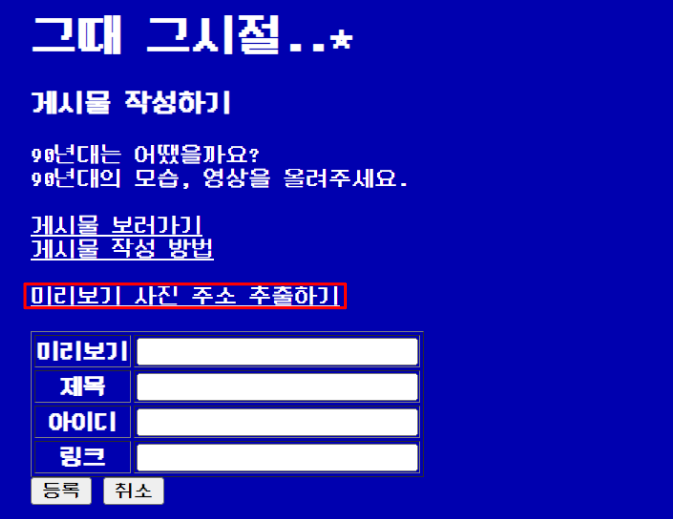 그때 그시절..*
게시물 작성하기
90년대는 어땠을까요?
90년대의 모습, 영상을 올려주세요.
게시물 보러가기
게시물 작성 방법
미리보기 사진 주소 추출하기
미리보기
제목
아이디
링크
등록 취소